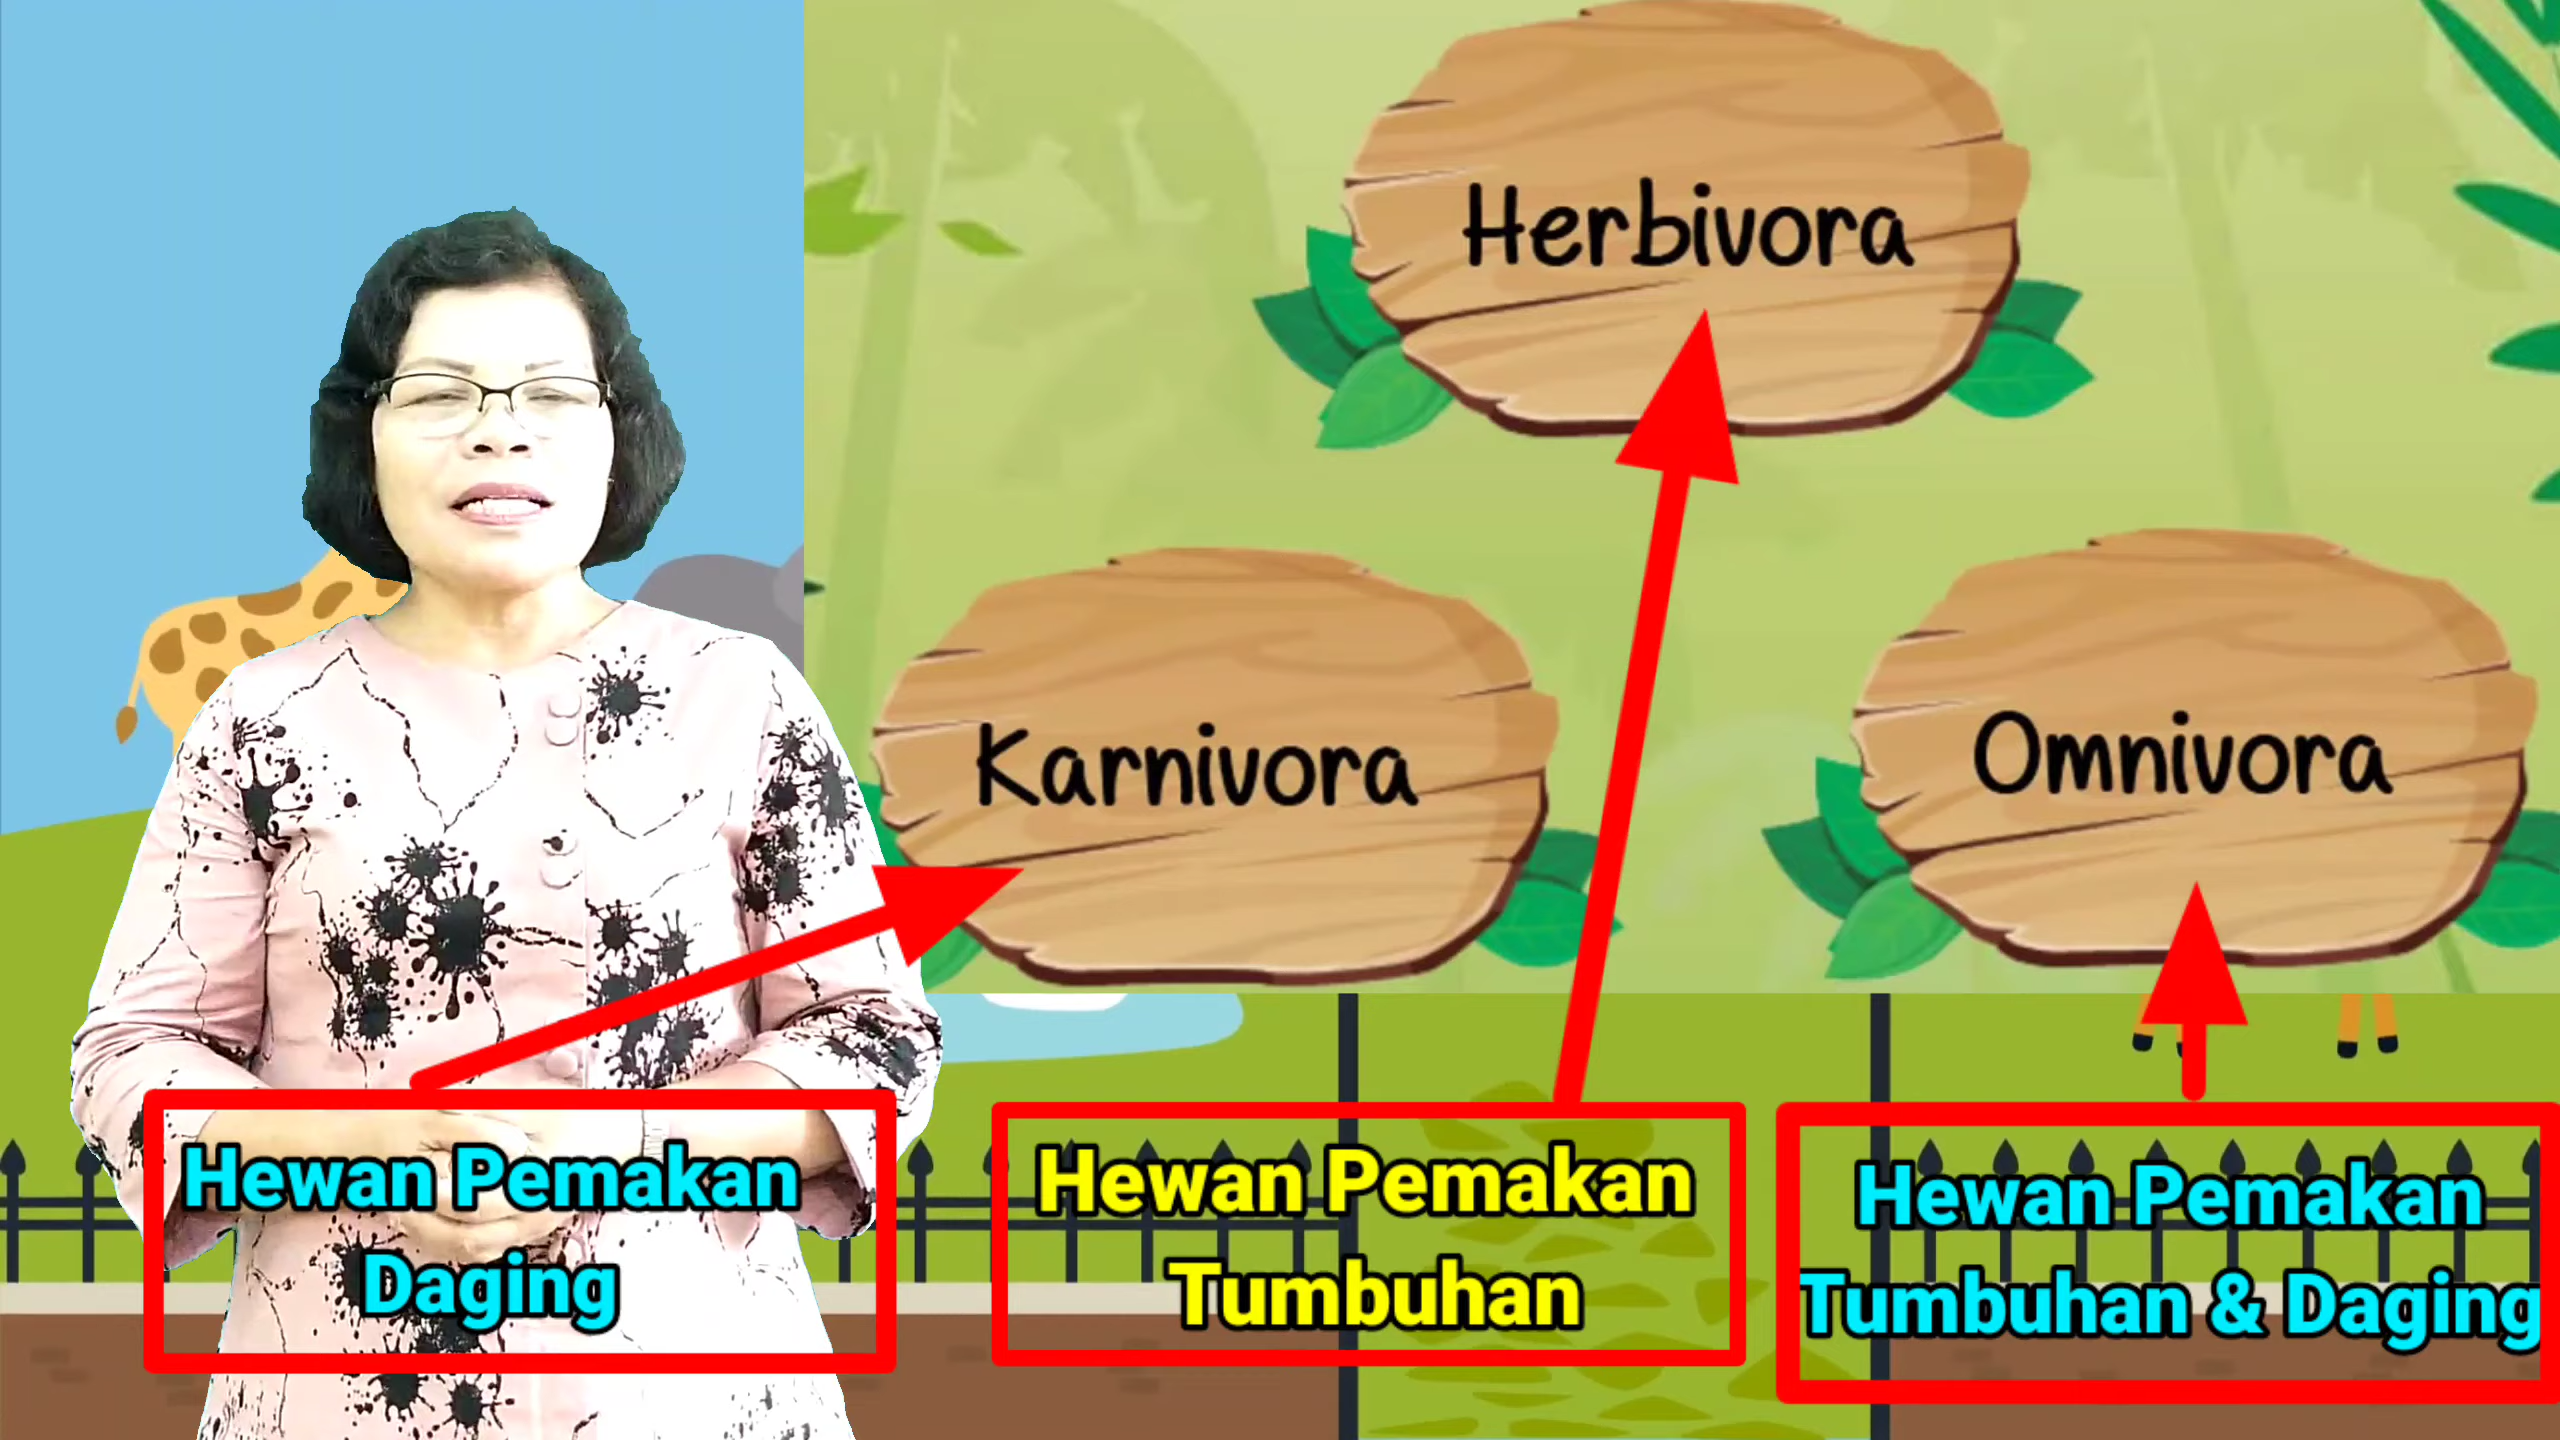 Herbivora
Karnivora
Omnivora
Hewan Pemakan
Daging
Hewan Pemakan
Tumbuhan
Hewan Pemakan
Tumbuhan & Daging